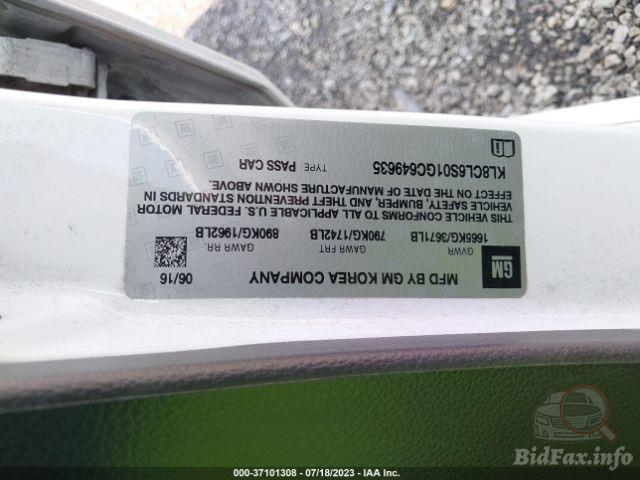 MFD BY GM KOREA COMPANY
06/16
GM
GVWR
GAWR FRT
GAWR RR
1665KG/3671LB
790KG/1742LB
890KG/1962LB
THIS VEHICLE CONFORMS TO ALL APPLICABLE U.S. FEDERAL MOTOR
VEHICLE SAFETY, BUMPER, AND THEFT PREVENTION STANDARDS IN
EFFECT ON THE DATE OF MANUFACTURE SHOWN ABOVE.
KL8CL6S01GC649635
TYPE: PASS CAR
000-37101308 - 07/18/2023 - IAA Inc.
BidFax.info